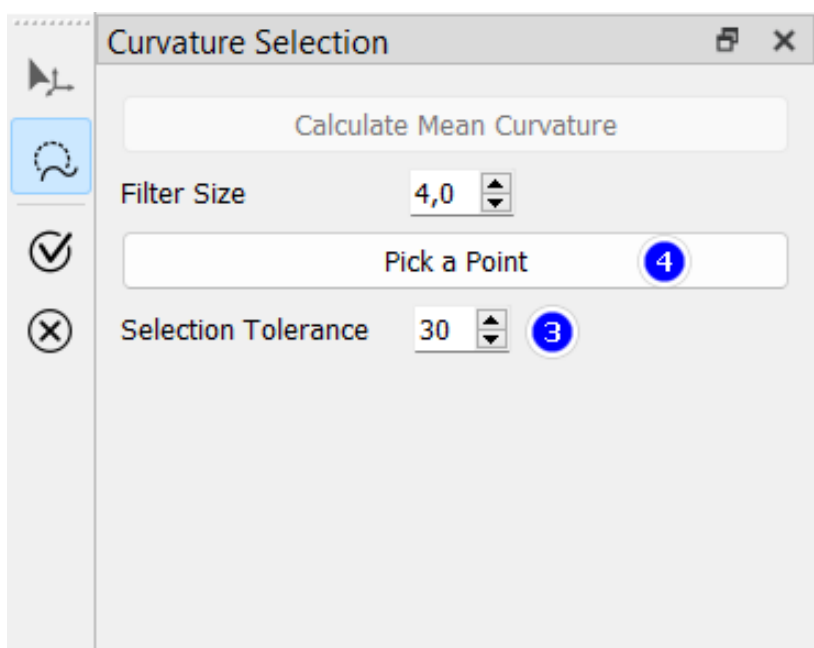 Curvature Selection
Calculate Mean Curvature
Filter Size 4,0
Pick a Point 4
Selection Tolerance 30 3